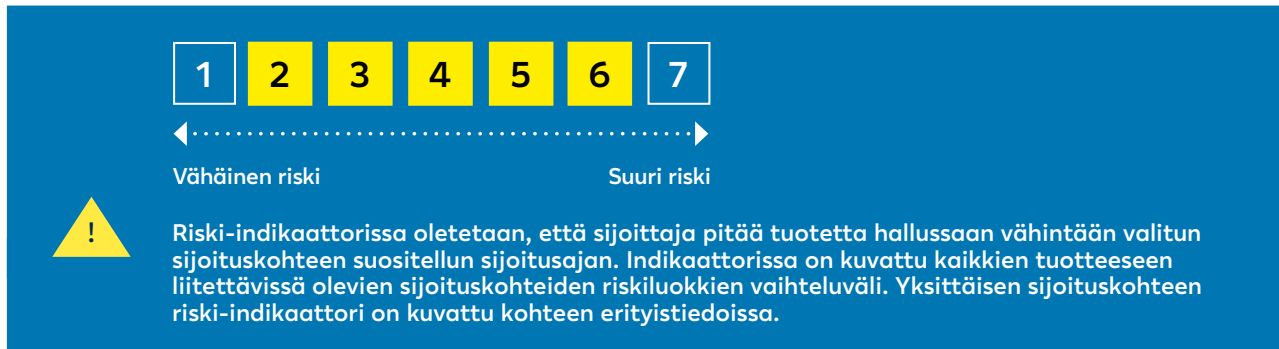 1 2 3 4 5 6 7
Vähäinen riski Suuri riski
!
Riski-indikaattorissa oletetaan, että sijoittaja pitää tuotetta hallussaan vähintään valitun
sijoituskohteen suositellun sijoitusajan. Indikaattorissa on kuvattu kaikkien tuotteeseen
liitettävissä olevien sijoituskohteiden riskiluokkien vaihteluväli. Yksittäisen sijoituskohteen
riski-indikaattori on kuvattu kohteen erityistiedoissa.